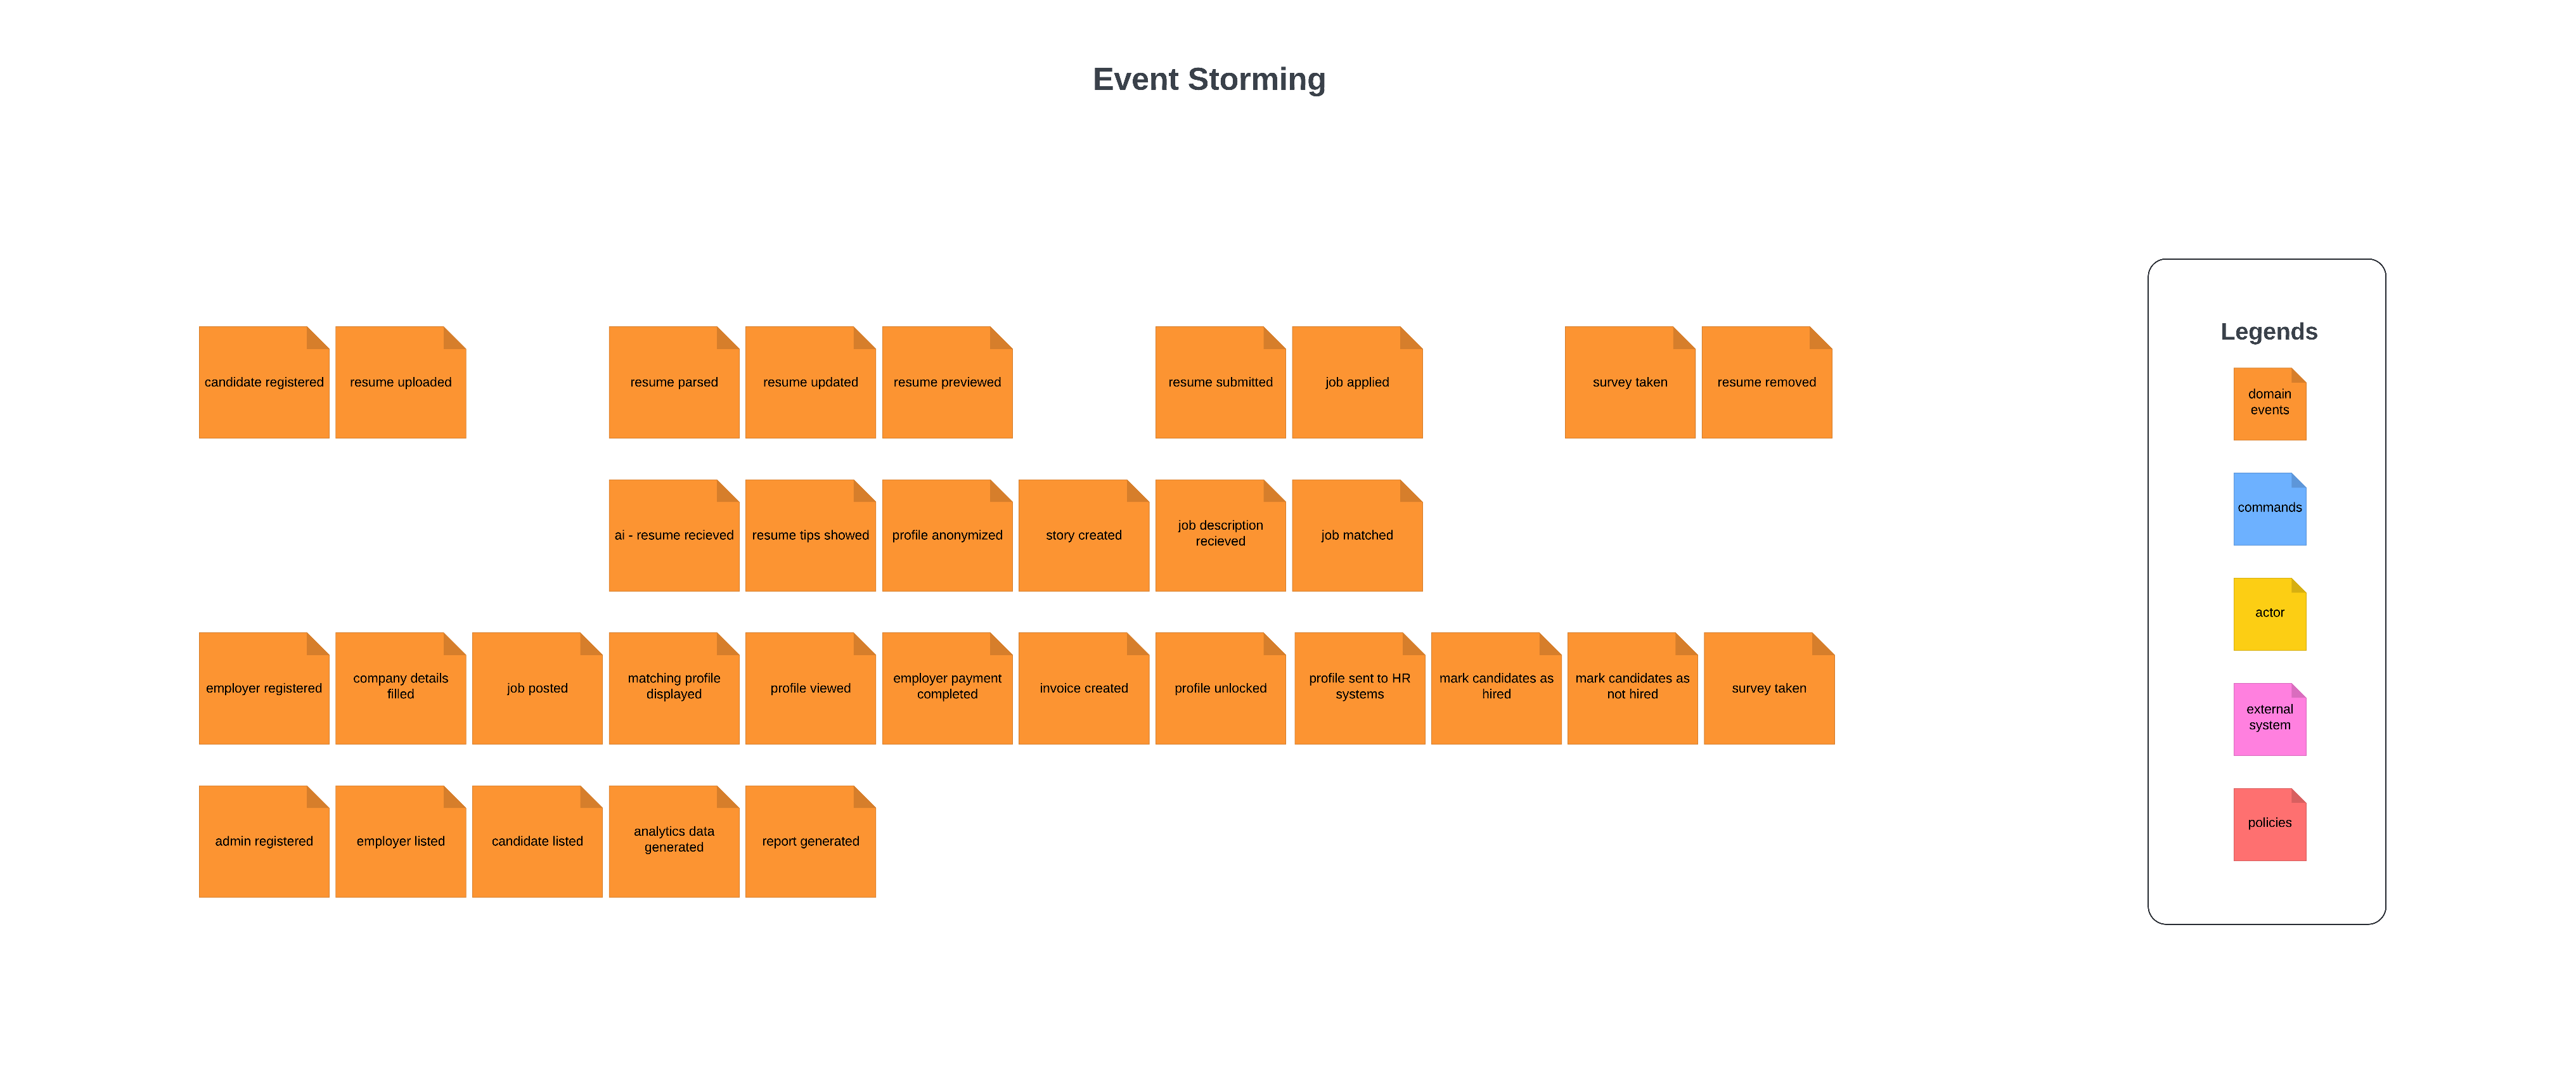 Event Storming
candidate registered
resume uploaded
resume parsed
resume updated
resume previewed
resume submitted
job applied
survey taken
resume removed
ai - resume recieved
resume tips showed
profile anonymized
story created
job description
recieved
job matched
employer registered
company details
filled
job posted
matching profile
displayed
profile viewed
employer payment
completed
invoice created
profile unlocked
profile sent to HR
systems
mark candidates as
hired
mark candidates as
not hired
survey taken
admin registered
employer listed
candidate listed
analytics data
generated
report generated
Legends
domain
events
commands
actor
external
system
policies